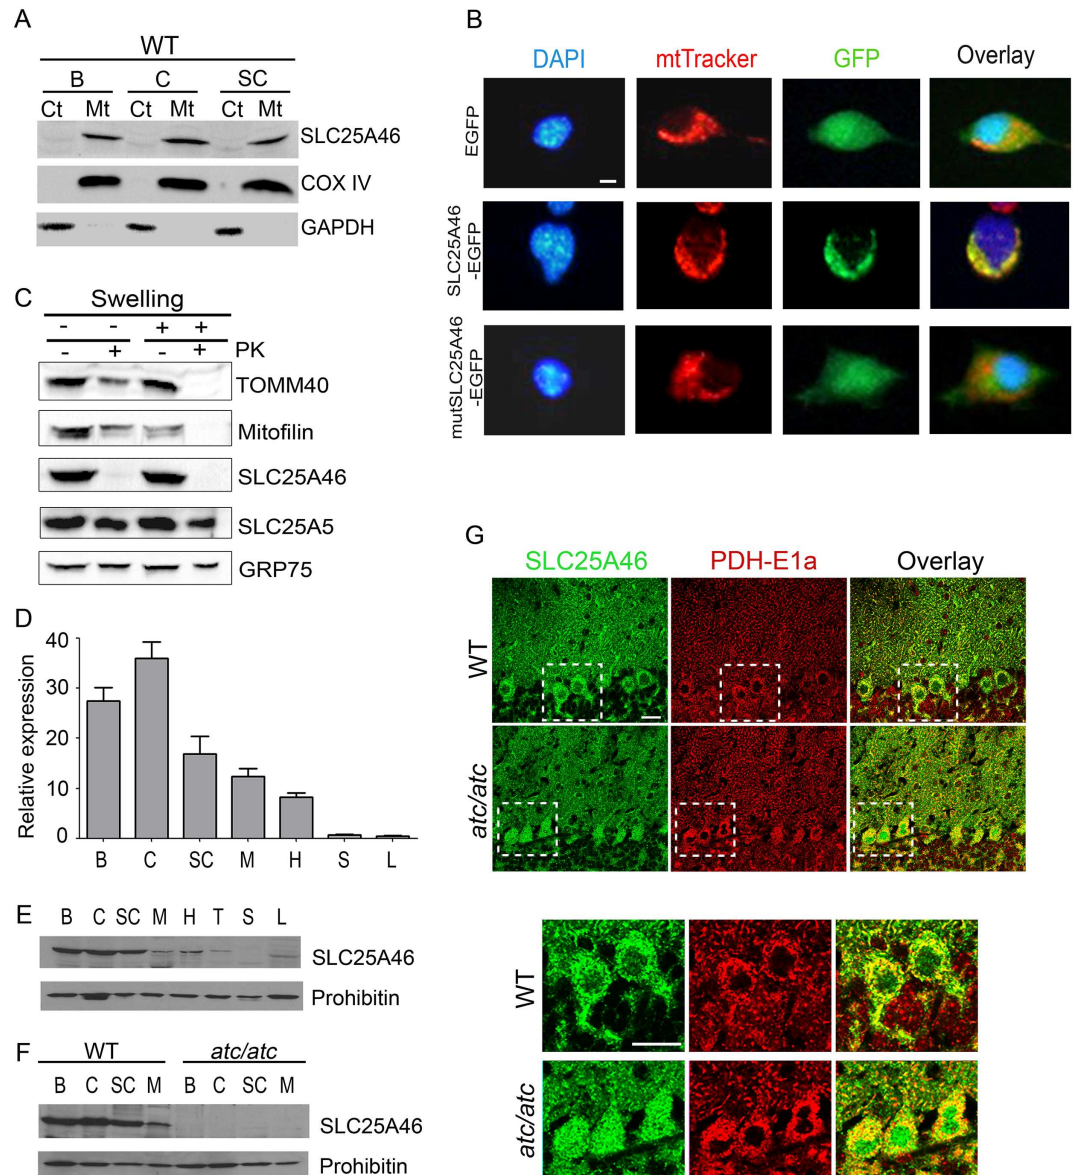 A
WT
B C SC
Ct Mt Ct Mt Ct Mt
SLC25A46
COX IV
GAPDH
B
DAPI mtTracker GFP Overlay
EGFP
SLC25A46
-EGFP
mutSLC25A46
-EGFP
C
Swelling
- - + +
- + - + PK
TOMM40
Mitofilin
SLC25A46
SLC25A5
GRP75
D
Relative expression
40
30
20
10
0
B C SC M H S L
E
B C SC M H T S L
SLC25A46
Prohibitin
F
WT atc/atc
B C SC M B C SC M
SLC25A46
Prohibitin
G
SLC25A46 PDH-E1a Overlay
WT
atc/atc
WT
atc/atc